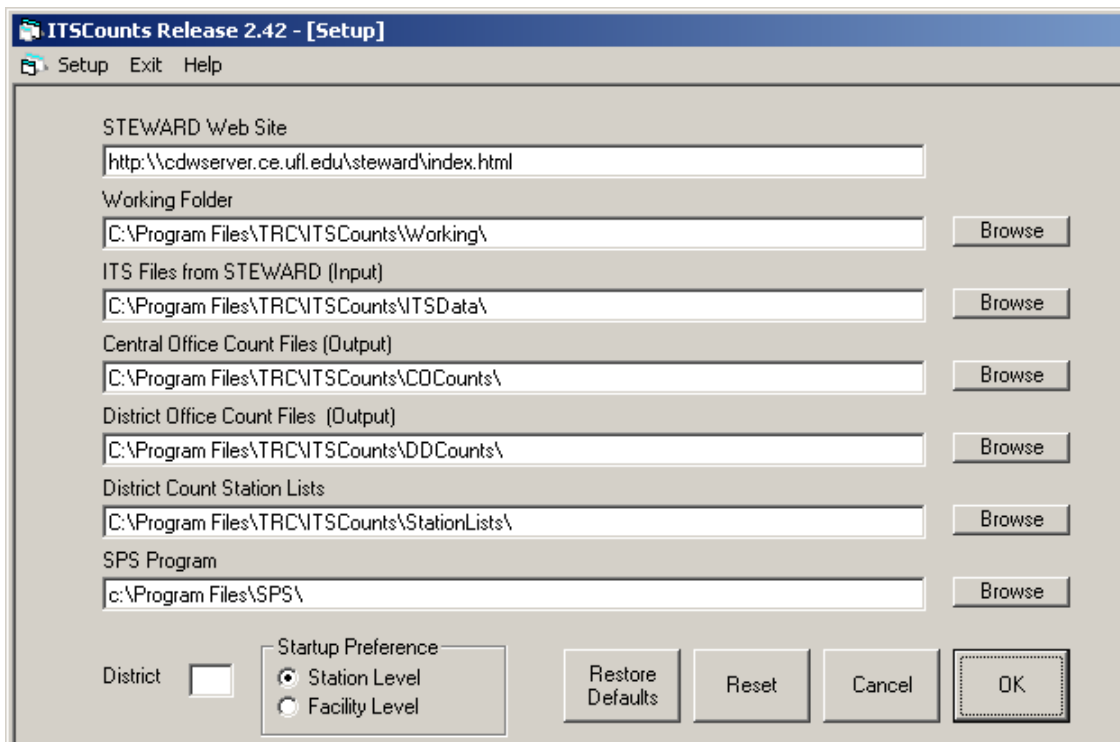 ITSCounts Release 2.42 - [Setup]
Setup Exit Help
STEWARD Web Site
http:\\cdwserver.ce.ufl.edu\steward\index.html
Working Folder
C:\Program Files\TRC\ITSCounts\Working\ Browse
ITS Files from STEWARD (Input)
C:\Program Files\TRC\ITSCounts\ITSData\ Browse
Central Office Count Files (Output)
C:\Program Files\TRC\ITSCounts\COCounts\ Browse
District Office Count Files (Output)
C:\Program Files\TRC\ITSCounts\DDCounts\ Browse
District Count Station Lists
C:\Program Files\TRC\ITSCounts\StationLists\ Browse
SPS Program
c:\Program Files\SPS\ Browse
District
Startup Preference
Station Level
Facility Level
Restore
Defaults
Reset
Cancel
OK